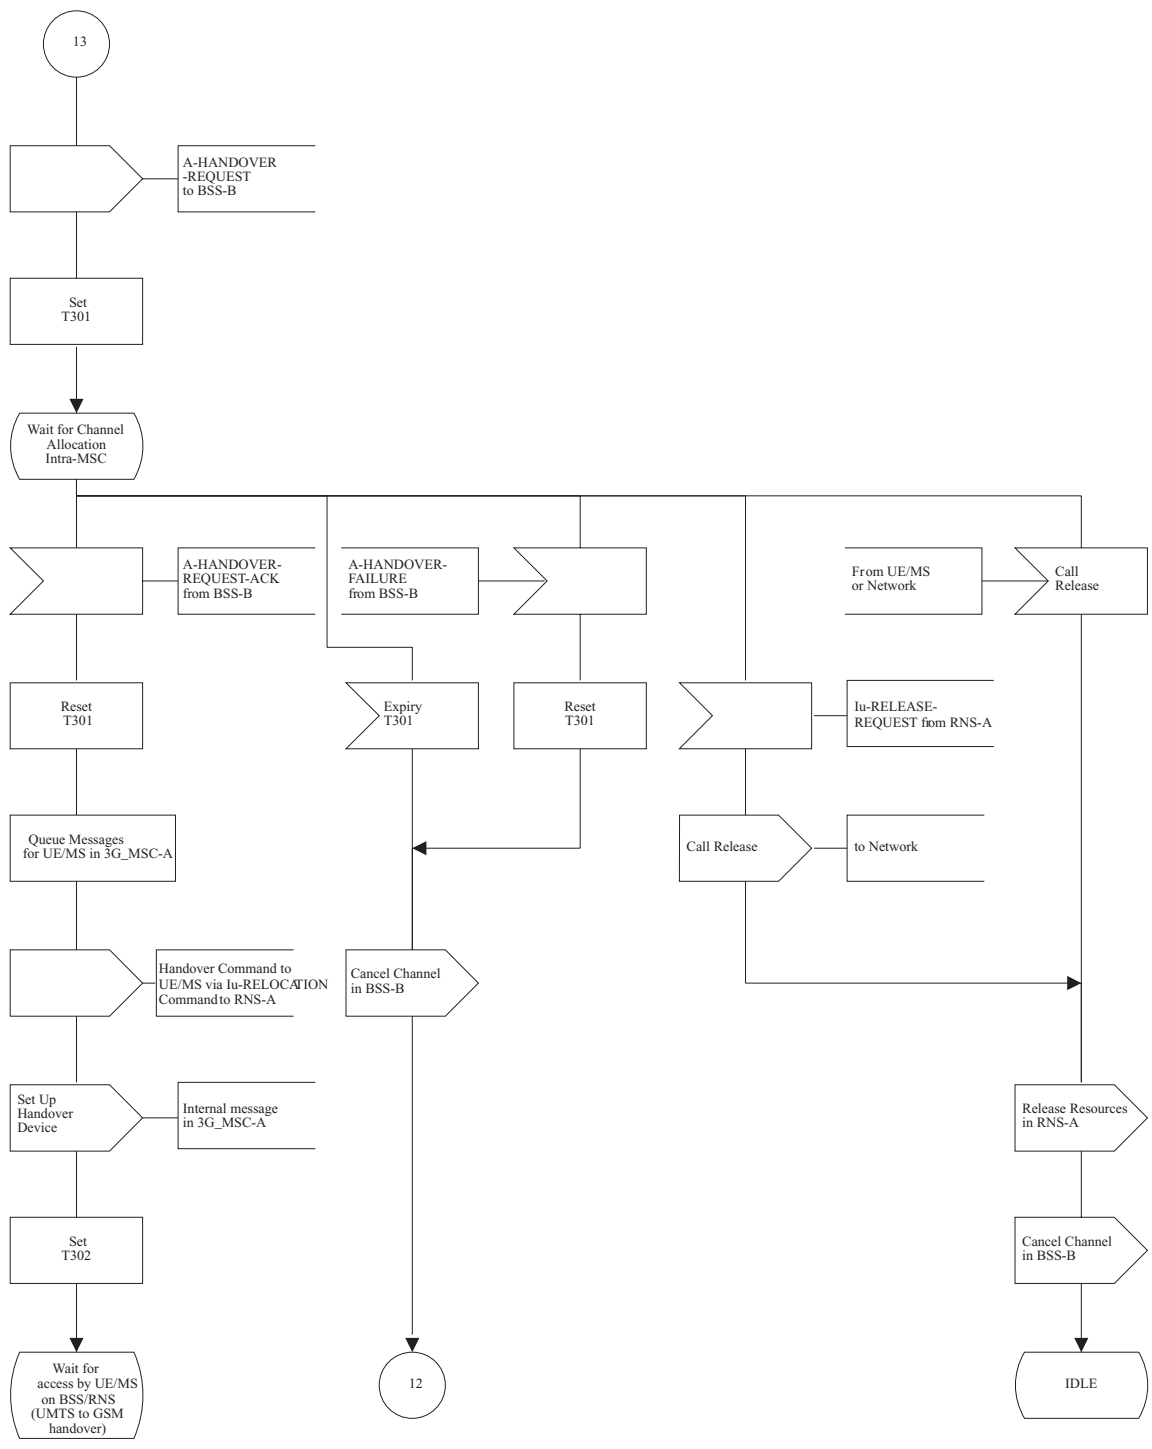 13
A-HANDOVER
-REQUEST
to BSS-B
Set
T301
Wait for Channel
Allocation
Intra-MSC
A-HANDOVER-
REQUEST-ACK
from BSS-B
A-HANDOVER-
FAILURE
from BSS-B
From UE/MS
or Network
Call
Release
Reset
T301
Expiry
T301
Reset
T301
Iu-RELEASE-
REQUEST from RNS-A
Queue Messages
for UE/MS in 3G_MSC-A
Call Release
to Network
Handover Command to
UE/MS via Iu-RELOCATION
Command to RNS-A
Cancel Channel
in BSS-B
Set Up
Handover
Device
Internal message
in 3G_MSC-A
Release Resources
in RNS-A
Set
T302
Cancel Channel
in BSS-B
Wait for
access by UE/MS
on BSS/RNS
(UMTS to GSM
handover)
12
IDLE